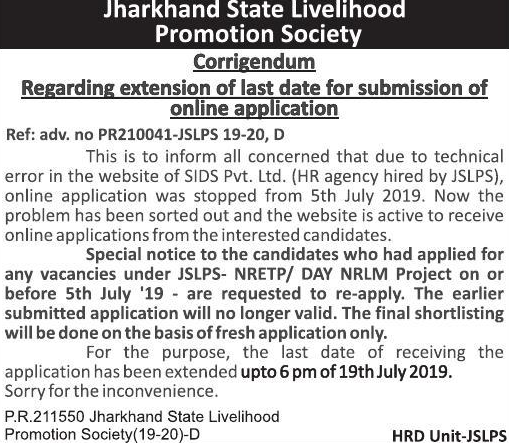 Jharkhand State Livelihood
Promotion Society
Corrigendum
Regarding extension of last date for submission of
online application
Ref: adv. no PR210041-JSLPS 19-20, D
This is to inform all concerned that due to technical
error in the website of SIDS Pvt. Ltd. (HR agency hired by JSLPS),
online application was stopped from 5th July 2019. Now the
problem has been sorted out and the website is active to receive
online applications from the interested candidates.
Special notice to the candidates who had applied for
any vacancies under JSLPS- NRETP/ DAY NRLM Project on or
before 5th July '19 - are requested to re-apply. The earlier
submitted application will no longer valid. The final shortlisting
will be done on the basis of fresh application only.
For the purpose, the last date of receiving the
application has been extended upto 6 pm of 19th July 2019.
Sorry for the inconvenience.
P.R.211550 Jharkhand State Livelihood
Promotion Society(19-20)-D
HRD Unit-JSLPS